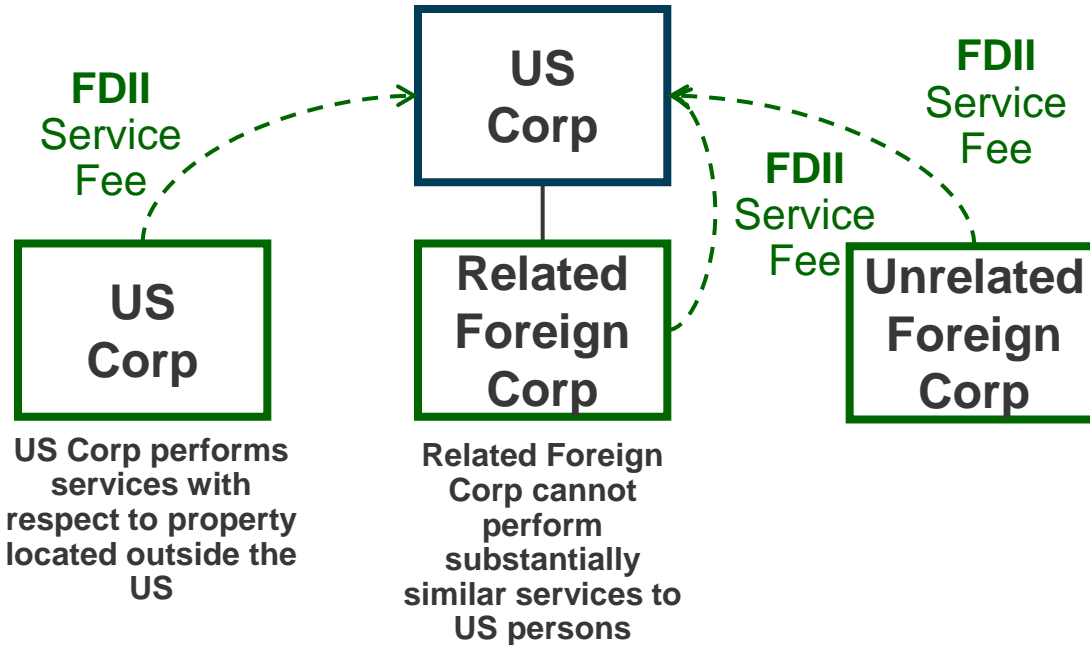 US
Corp
FDII
Service
Fee
FDII
Service
Fee
FDII
Service
Fee
US
Corp
Related
Foreign
Corp
Unrelated
Foreign
Corp
US Corp performs
services with
respect to property
located outside the
US
Related Foreign
Corp cannot
perform
substantially
similar services to
US persons